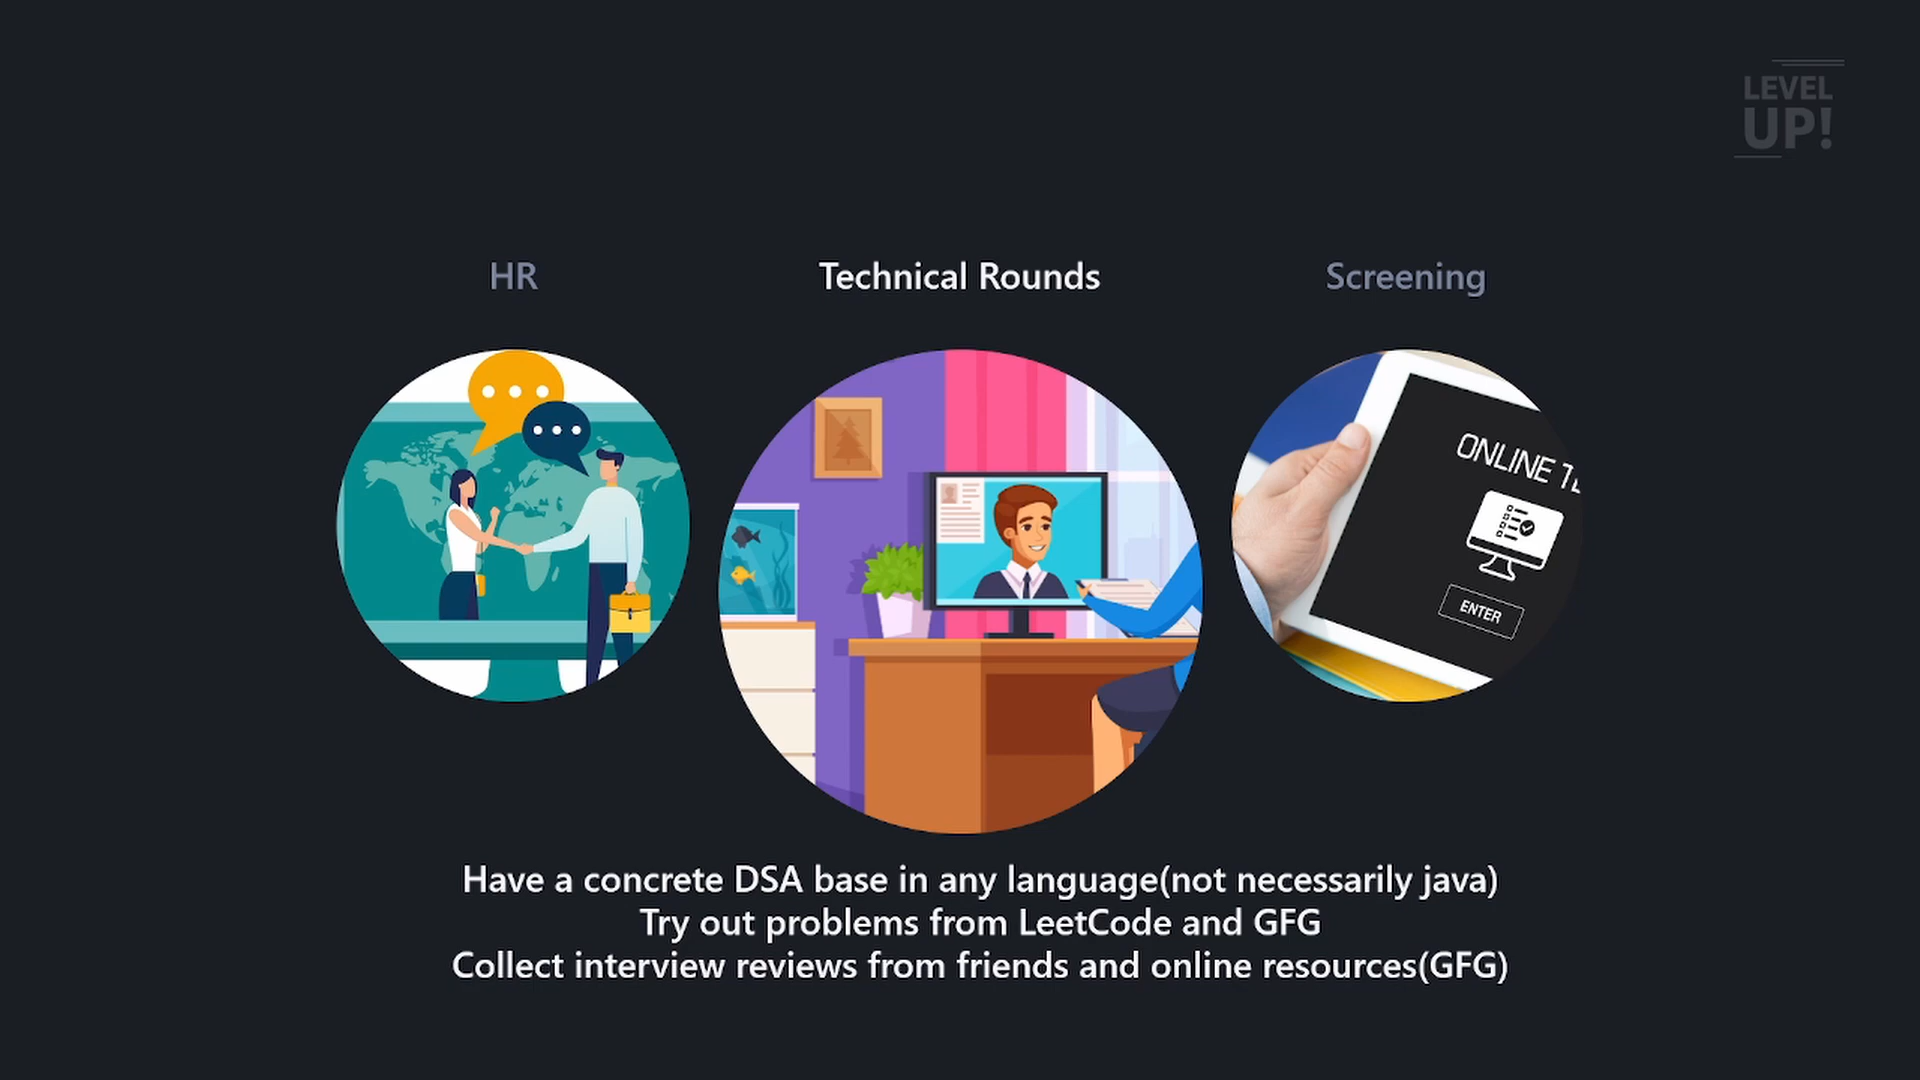 LEVEL
UP!
HR
Technical Rounds
Screening
ONLINE
ENTER
Have a concrete DSA base in any language(not necessarily java)
Try out problems from LeetCode and GFG
Collect interview reviews from friends and online resources(GFG)